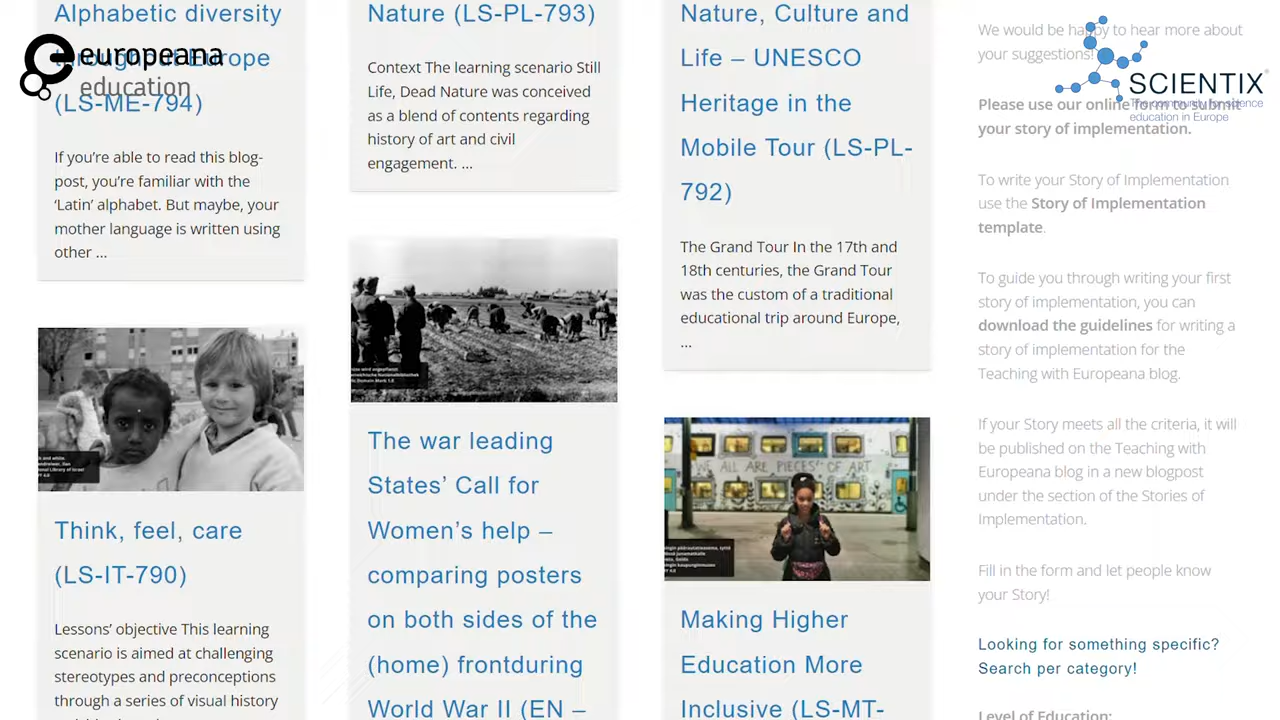 Alphabetic diversity
throughout Europe
(LS-ME-794)
If you’re able to read this blog-
post, you’re familiar with the
‘Latin’ alphabet. But maybe, your
mother language is written using
other ...
Think, feel, care
(LS-IT-790)
Lessons’ objective This learning
scenario is aimed at challenging
stereotypes and preconceptions
through a series of visual history
europeana
education
Nature (LS-PL-793)
Context The learning scenario Still
Life, Dead Nature was conceived
as a blend of contents regarding
history of art and civil
engagement. ...
The war leading
States’ Call for
Women’s help –
comparing posters
on both sides of the
(home) frontduring
World War II (EN –
Nature, Culture and
Life – UNESCO
Heritage in the
Mobile Tour (LS-PL-
792)
The Grand Tour In the 17th and
18th centuries, the Grand Tour
was the custom of a traditional
educational trip around Europe,
...
WE ALL ARE PIECES OF ART
Making Higher
Education More
Inclusive (LS-MT-
We would be happy to hear more about
your suggestions!
Please use our online form to submit
your story of implementation.
To write your Story of Implementation
use the Story of Implementation
template.
To guide you through writing your first
story of implementation, you can
download the guidelines for writing a
story of implementation for the
Teaching with Europeana blog.
If your Story meets all the criteria, it will
be published on the Teaching with
Europeana blog in a new blogpost
under the section of the Stories of
Implementation.
Fill in the form and let people know
your Story!
Looking for something specific?
Search per category!
Level of Education:
SCIENTIX
The community for science
education in Europe